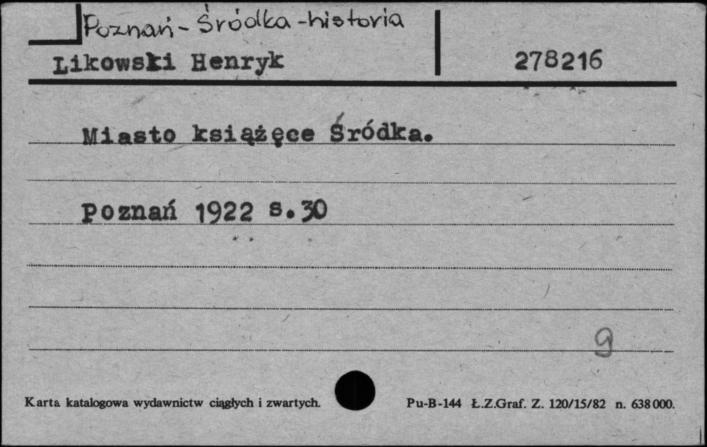 Poznań - Śródka - historia
Likowski Henryk 278216
Miasto książęce Śródka.
Poznań 1922 s.30
g
Karta katalogowa wydawnictw ciągłych i zwartych. Pu-B-144 Ł.Z.Graf. Z. 120/15/82 n. 638000.